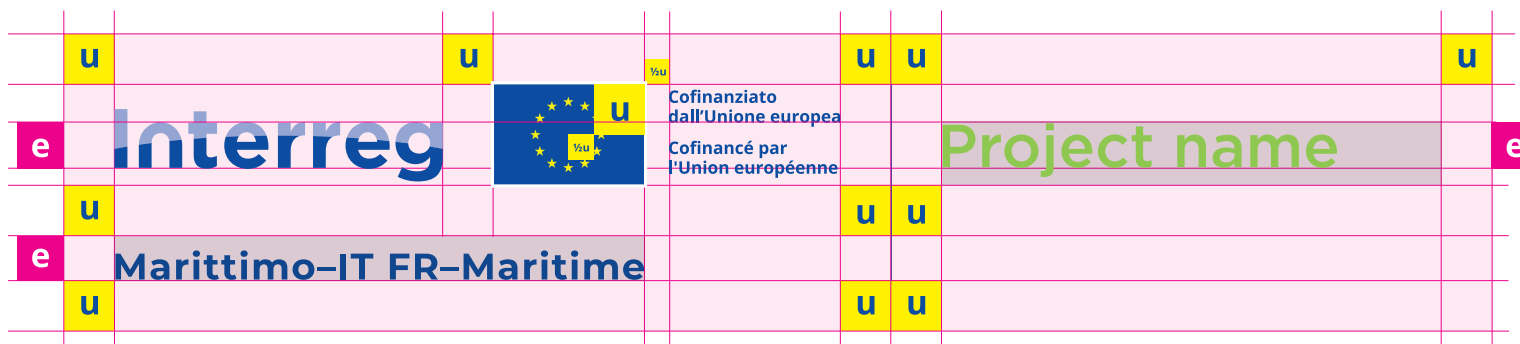 u u u u u
½u
Interreg
u
Cofinanziato
dall'Unione europea
e
½u
Cofinancé par
l'Union européenne
Project name
e
u u u
e
Marittimo–IT FR–Maritime
u u u